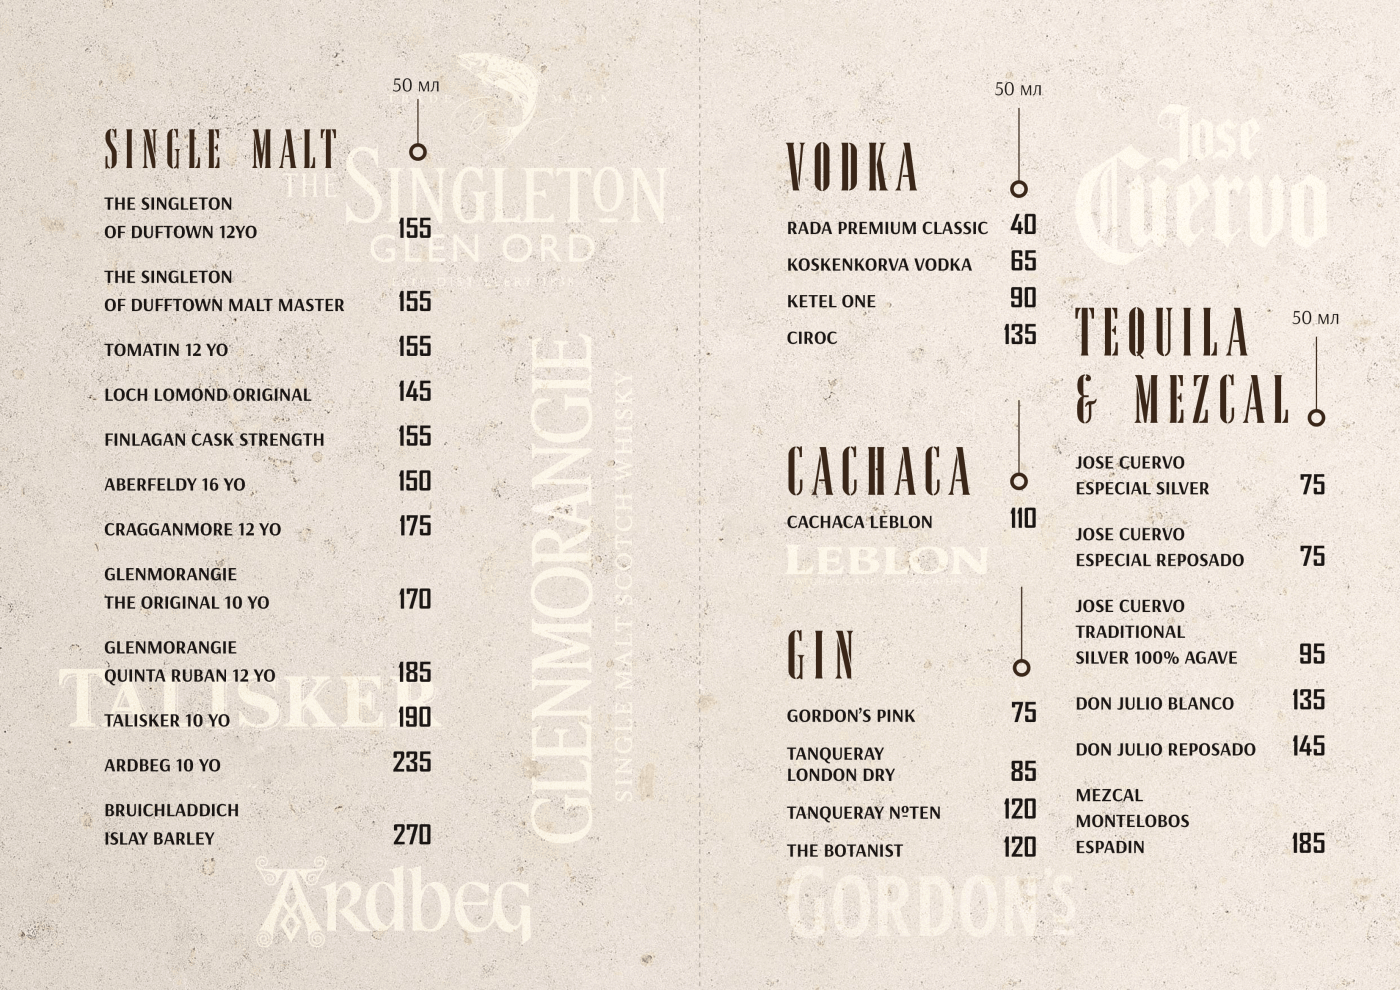 50 мл
SINGLE MALT
THE SINGLETON
OF DUFTOWN 12YO 155
THE SINGLETON
OF DUFFTOWN MALT MASTER 155
TOMATIN 12 YO 155
LOCH LOMOND ORIGINAL 145
FINLAGAN CASK STRENGTH 155
ABERFELDY 16 YO 150
CRAGGANMORE 12 YO 175
GLENMORANGIE
THE ORIGINAL 10 YO 170
GLENMORANGIE
QUINTA RUBAN 12 YO 185
TALISKER 10 YO 190
ARDBEG 10 YO 235
BRUICHLADDICH
ISLAY BARLEY 270
THE SINGLETON
GLEN ORD
GLENMORANGIE
SINGLE MALT SCOTCH WHISKY
TALISKER
Ardbeg
50 мл
VODKA
RADA PREMIUM CLASSIC 40
KOSKENKORVA VODKA 65
KETEL ONE 90
CIROC 135
CACHACA
CACHACA LEBLON 110
LEBLON
GIN
GORDON'S PINK 75
TANQUERAY
LONDON DRY 85
TANQUERAY NºTEN 120
THE BOTANIST 120
GORDON'S
Jose
Cuervo
50 мл
TEQUILA
& MEZCAL
JOSE CUERVO
ESPECIAL SILVER 75
JOSE CUERVO
ESPECIAL REPOSADO 75
JOSE CUERVO
TRADITIONAL
SILVER 100% AGAVE 95
DON JULIO BLANCO 135
DON JULIO REPOSADO 145
MEZCAL
MONTELOBOS
ESPADIN 185